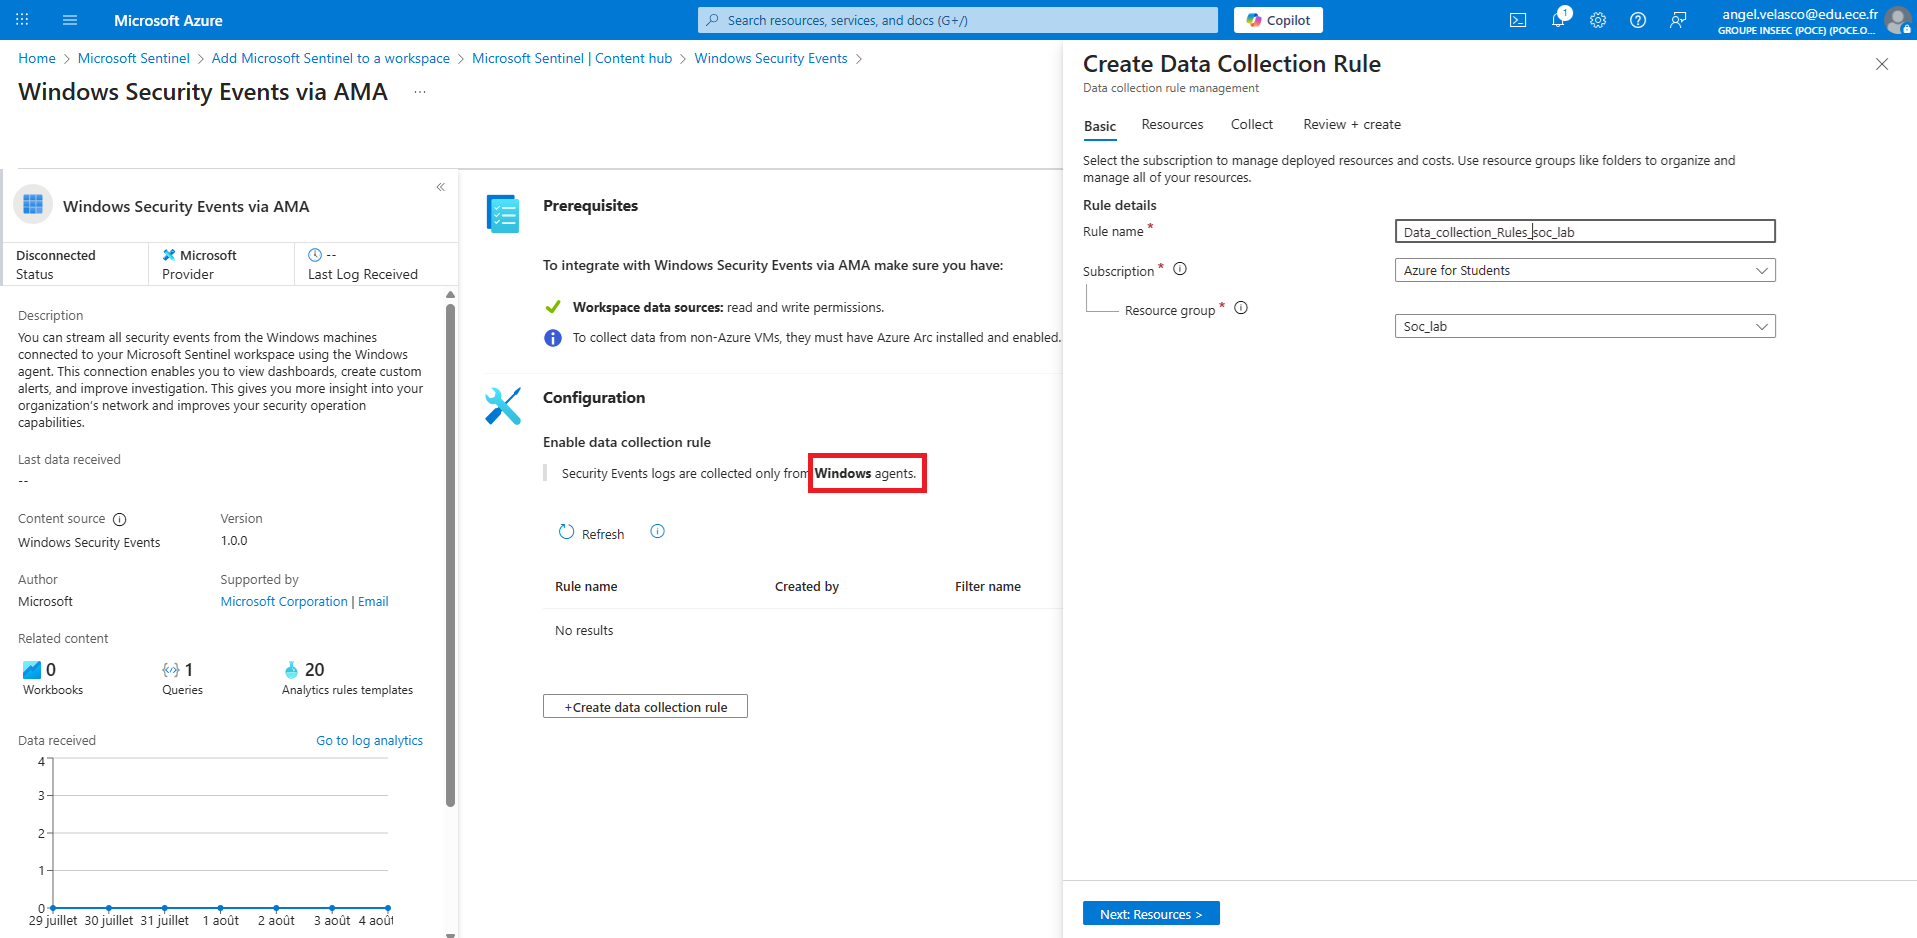 Microsoft Azure
Search resources, services, and docs (G+/)
Copilot
1
angel.velasco@edu.ece.fr
GROUPE INSEEC (POCE) (POCE.O...
Home > Microsoft Sentinel > Add Microsoft Sentinel to a workspace > Microsoft Sentinel | Content hub > Windows Security Events >
Windows Security Events via AMA ...
«
Windows Security Events via AMA
Disconnected
Status
Microsoft
Provider
--
Last Log Received
Description
You can stream all security events from the Windows machines
connected to your Microsoft Sentinel workspace using the Windows
agent. This connection enables you to view dashboards, create custom
alerts, and improve investigation. This gives you more insight into your
organization's network and improves your security operation
capabilities.
Last data received
--
Content source
Version
Windows Security Events
1.0.0
Author
Supported by
Microsoft
Microsoft Corporation | Email
Related content
0
Workbooks
1
Queries
20
Analytics rules templates
Data received
Go to log analytics
4
3
2
1
0
29 juillet 30 juillet 31 juillet 1 août 2 août 3 août 4 août
Prerequisites
To integrate with Windows Security Events via AMA make sure you have:
Workspace data sources: read and write permissions.
To collect data from non-Azure VMs, they must have Azure Arc installed and enabled.
Configuration
Enable data collection rule
Security Events logs are collected only from Windows agents.
Refresh
Rule name
Created by
Filter name
No results
+Create data collection rule
Create Data Collection Rule
Data collection rule management
Basic
Resources
Collect
Review + create
Select the subscription to manage deployed resources and costs. Use resource groups like folders to organize and
manage all of your resources.
Rule details
Rule name *
Data_collection_Rules_soc_lab
Subscription *
Azure for Students
Resource group *
Soc_lab
Next: Resources >